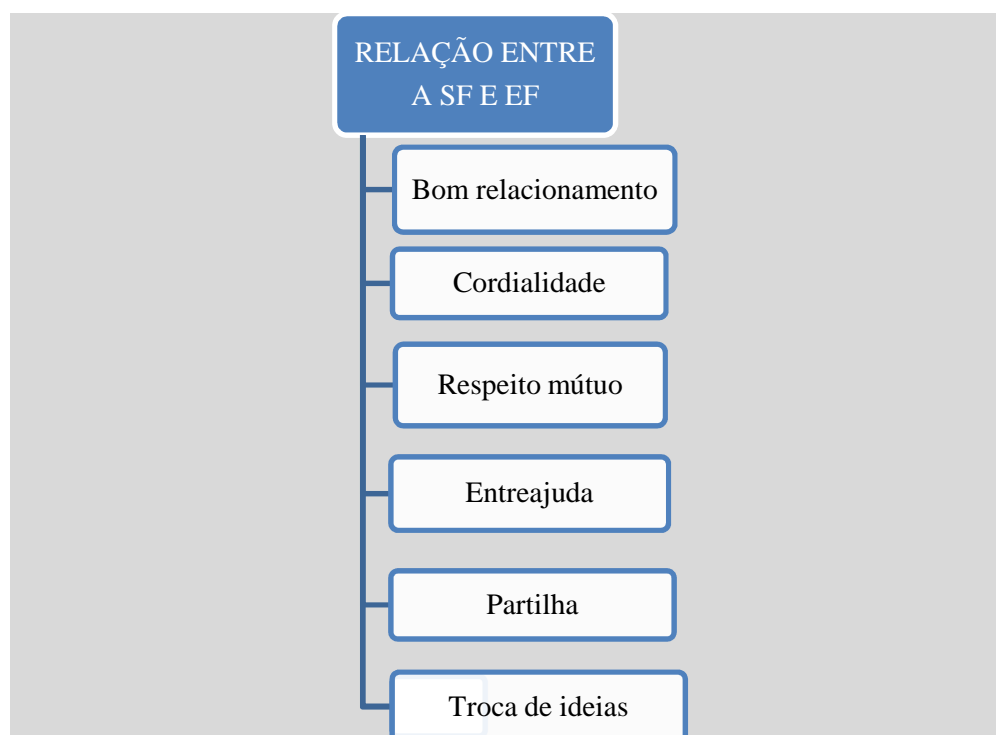 RELAÇÃO ENTRE
A SF E EF
Bom relacionamento
Cordialidade
Respeito mútuo
Entreajuda
Partilha
Troca de ideias